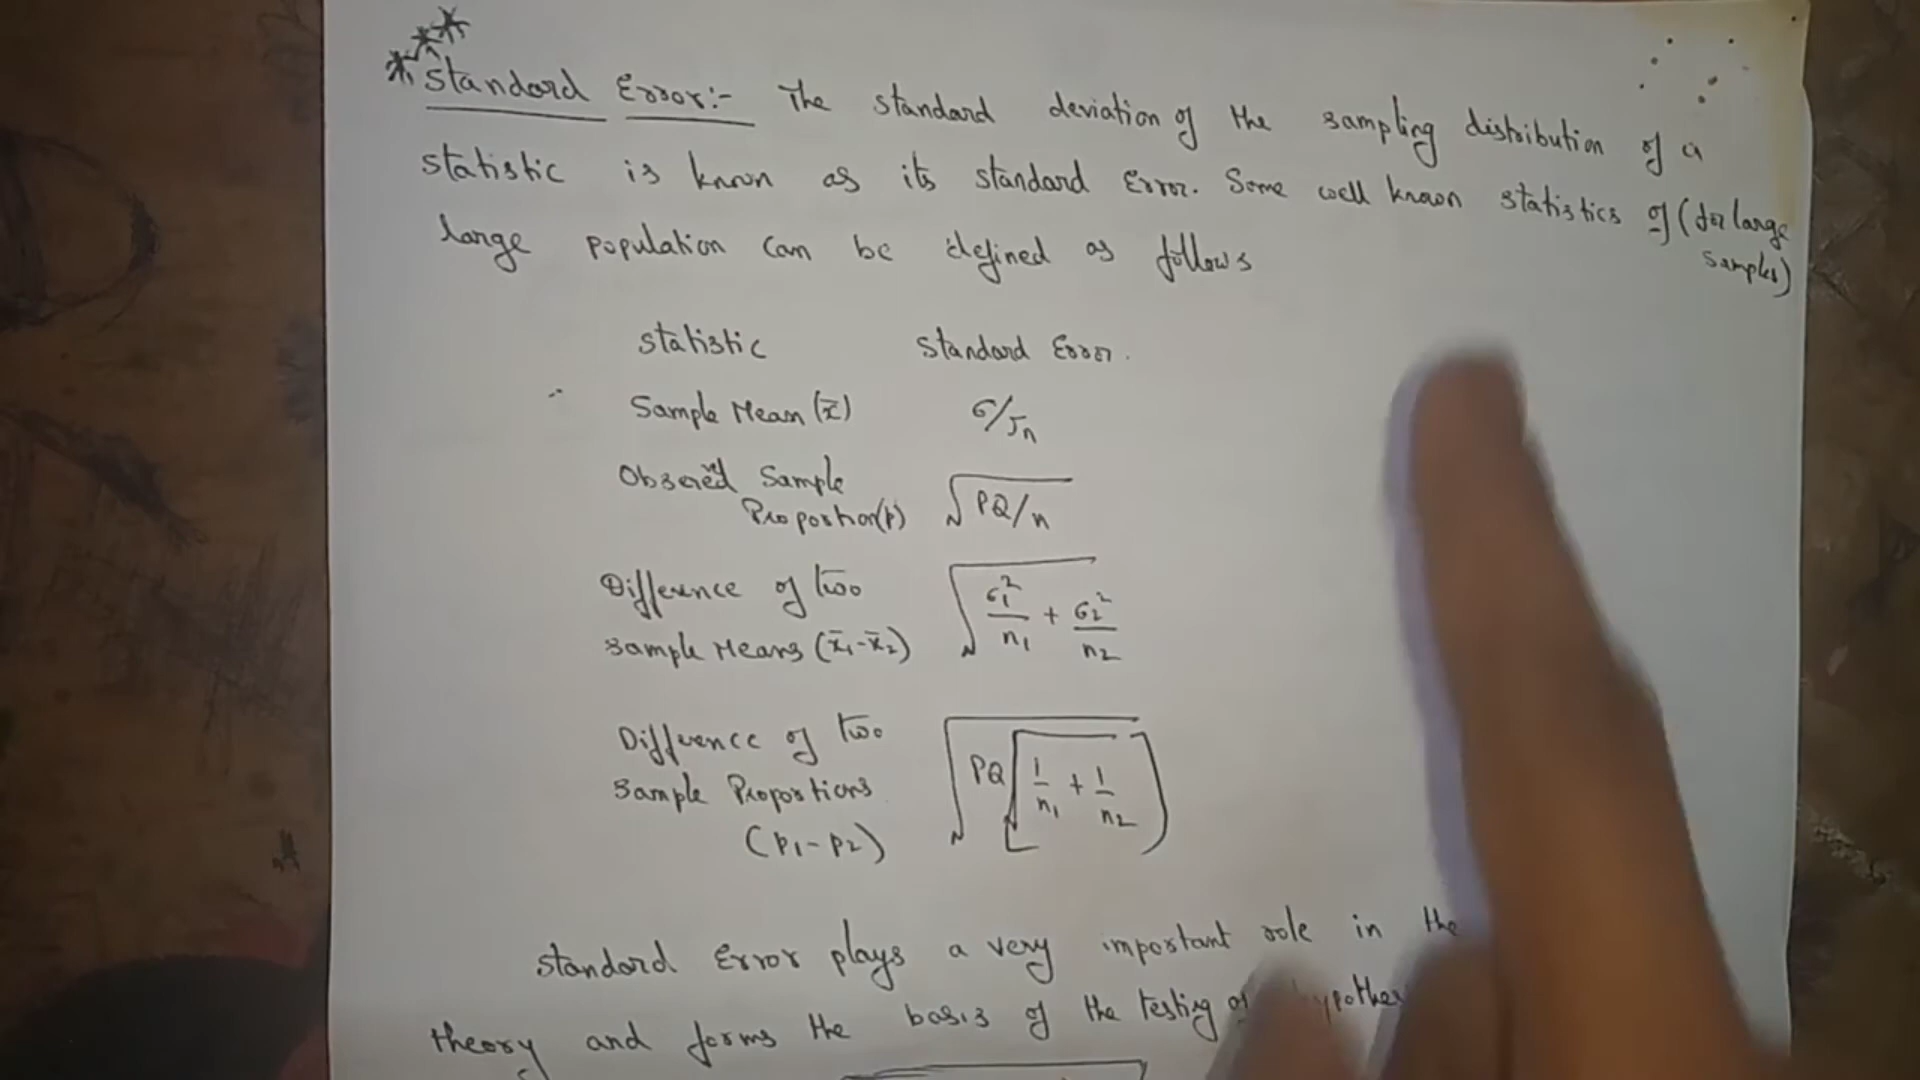 Standard Error:- The standard deviation of the sampling distribution of a
statistic is known as its standard Error. Some well known statistics of (for large
samples)
large population can be defined as follows
statistic standard Error.
Sample Mean (x̄) σ/√n
Observed Sample
Proportion(p) √PQ/n
Difference of two
sample Means (x̄₁-x̄₂) √σ₁²/n₁ + σ₂²/n₂
Difference of two
sample Proportions √PQ[1/n₁ + 1/n₂)
(p₁-p₂)
standard Error plays a very important role in the
theory and forms the basis of the testing of